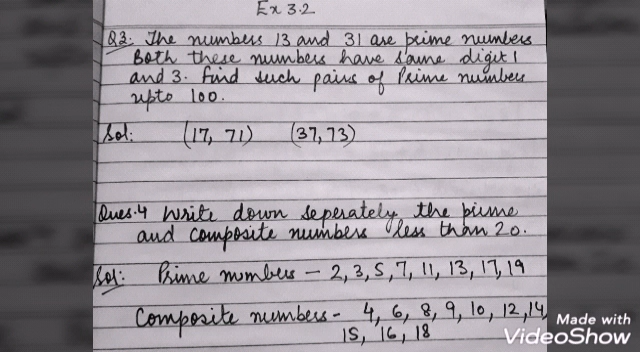 Ex 3.2
Q3. The numbers 13 and 31 are prime numbers
Both these numbers have same digit 1
and 3. find such pairs of Prime numbers
upto 100.
Sol: (17, 71) (37, 73)
Ques.4 Write down seperately the prime
and composite numbers less than 20.
Sol: Prime numbers - 2, 3, 5, 7, 11, 13, 17, 19
Composite numbers - 4, 6, 8, 9, 10, 12, 14,
15, 16, 18
Made with
VideoShow